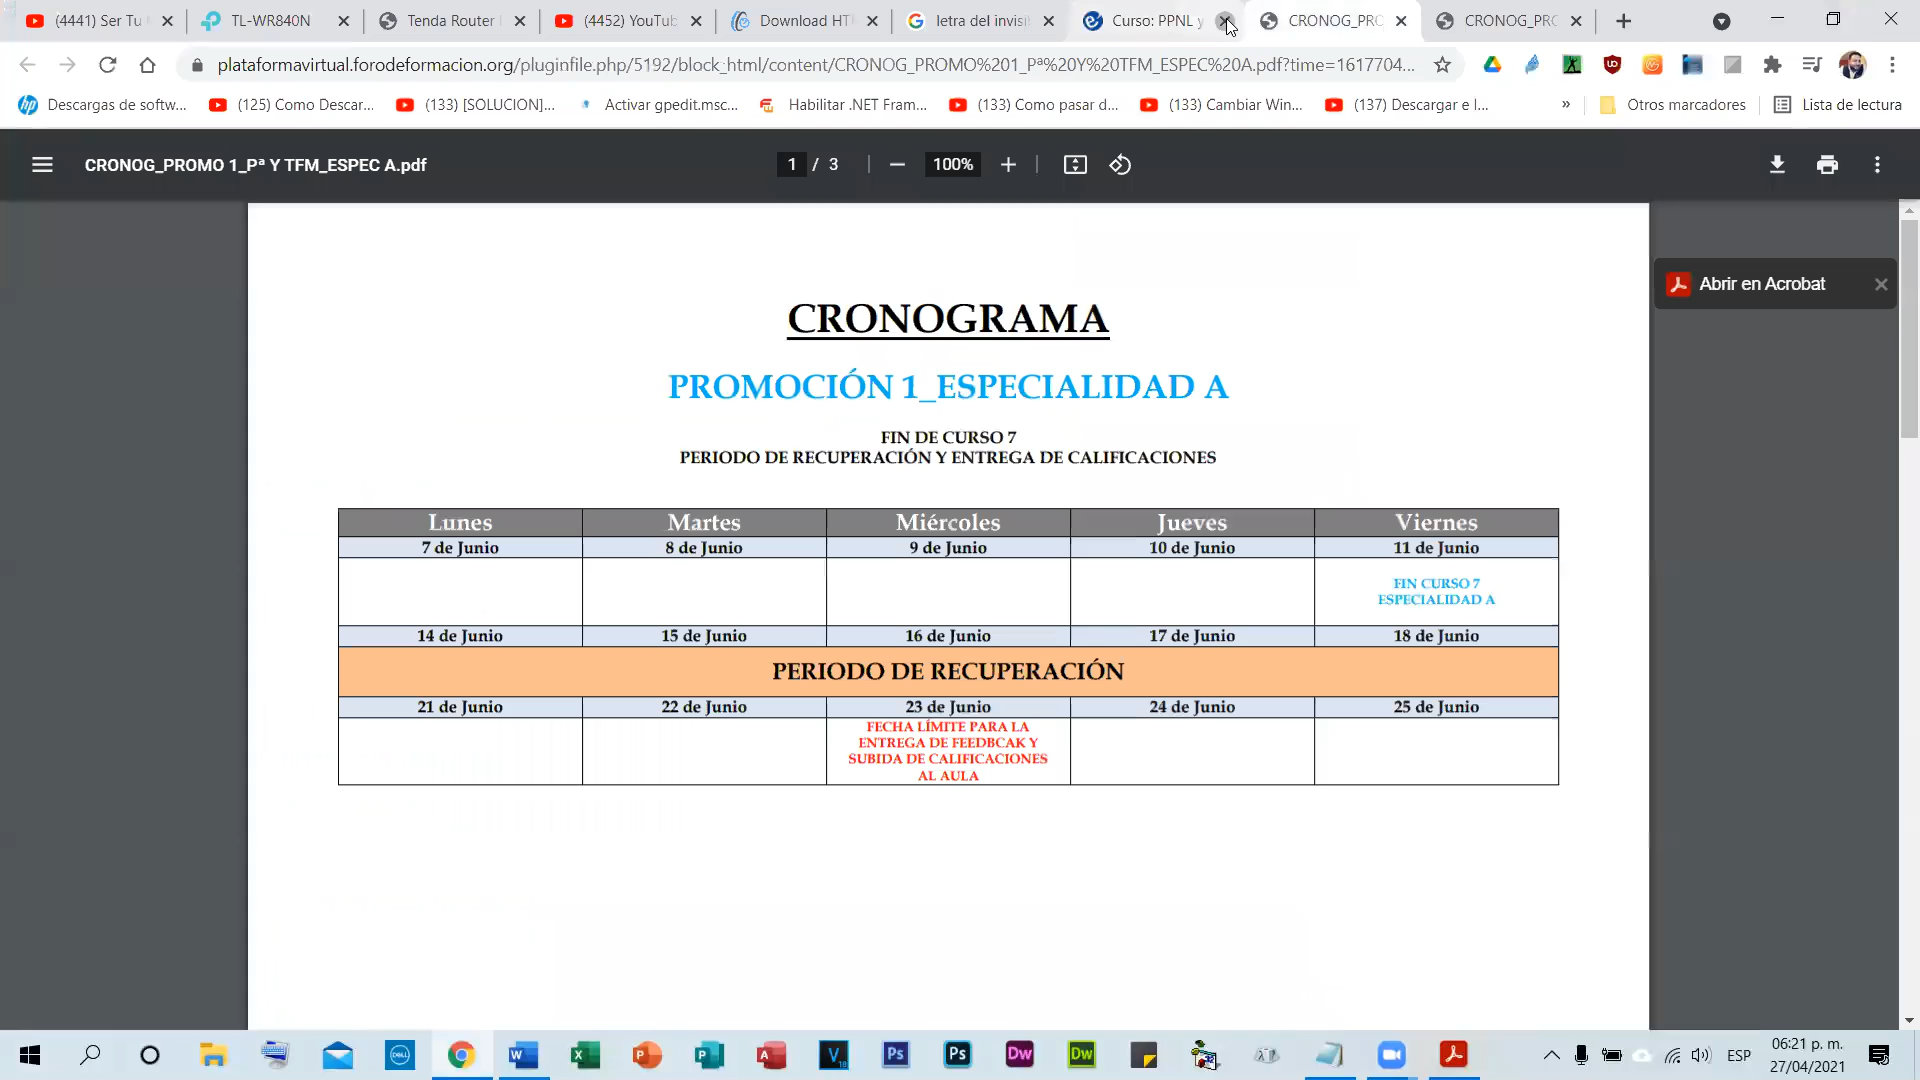 (4441) Ser Tu
TL-WR840N
Tenda Router
(4452) YouTub
Download HT
letra del invisi
Curso: PPNL y
CRONOG_PRO
CRONOG_PRO
plataformavirtual.forodeformacion.org/pluginfile.php/5192/block_html/content/CRONOG_PROMO%201_Pª%20Y%20TFM_ESPEC%20A.pdf?time=1617704...
Descargas de softw...
(125) Como Descar...
(133) [SOLUCION]...
Activar gpedit.msc...
Habilitar .NET Fram...
(133) Como pasar d...
(133) Cambiar Win...
(137) Descargar e I...
»
Otros marcadores
Lista de lectura
CRONOG_PROMO 1_Pª Y TFM_ESPEC A.pdf
1 / 3
100%
Abrir en Acrobat
CRONOGRAMA
PROMOCIÓN 1_ESPECIALIDAD A
FIN DE CURSO 7
PERIODO DE RECUPERACIÓN Y ENTREGA DE CALIFICACIONES
Lunes Martes Miércoles Jueves Viernes
7 de Junio 8 de Junio 9 de Junio 10 de Junio 11 de Junio
FIN CURSO 7
ESPECIALIDAD A
14 de Junio 15 de Junio 16 de Junio 17 de Junio 18 de Junio
PERIODO DE RECUPERACIÓN
21 de Junio 22 de Junio 23 de Junio 24 de Junio 25 de Junio
FECHA LÍMITE PARA LA
ENTREGA DE FEEDBCAK Y
SUBIDA DE CALIFICACIONES
AL AULA
ESP
06:21 p. m.
27/04/2021